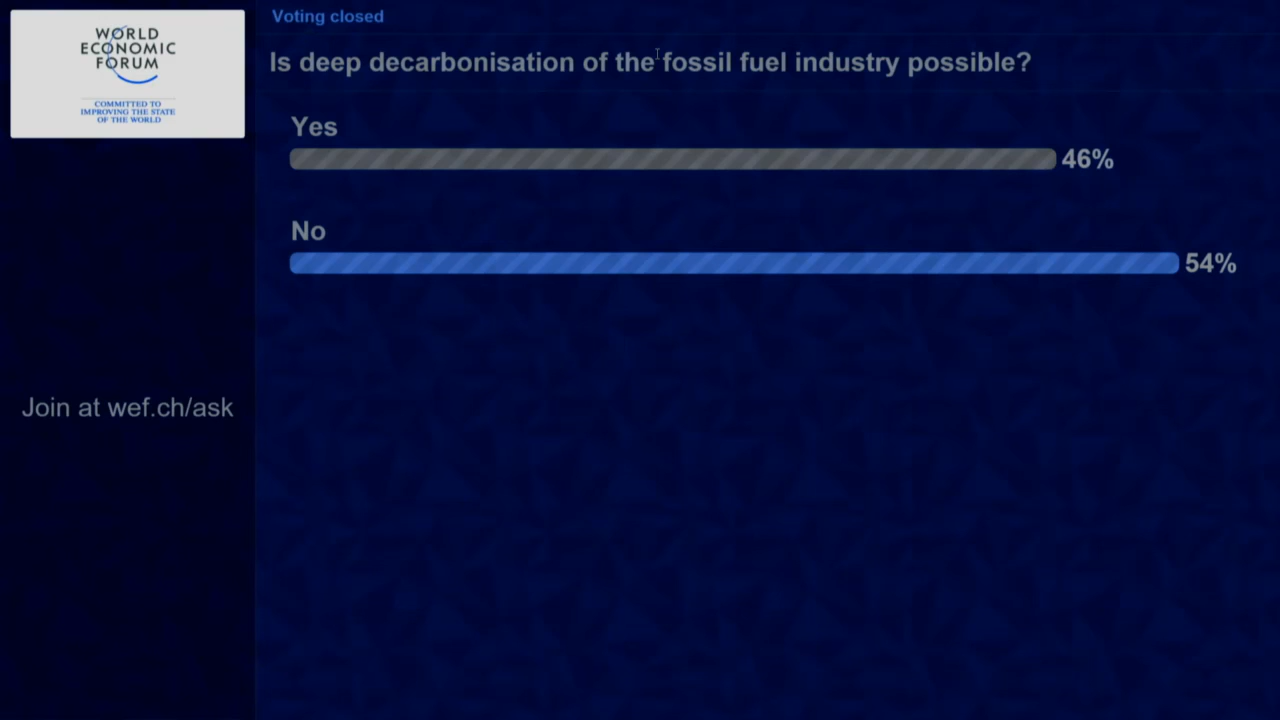 WORLD
ECONOMIC
FORUM
COMMITTED TO
IMPROVING THE STATE
OF THE WORLD
Join at wef.ch/ask
Voting closed
Is deep decarbonisation of the fossil fuel industry possible?
Yes
46%
No
54%